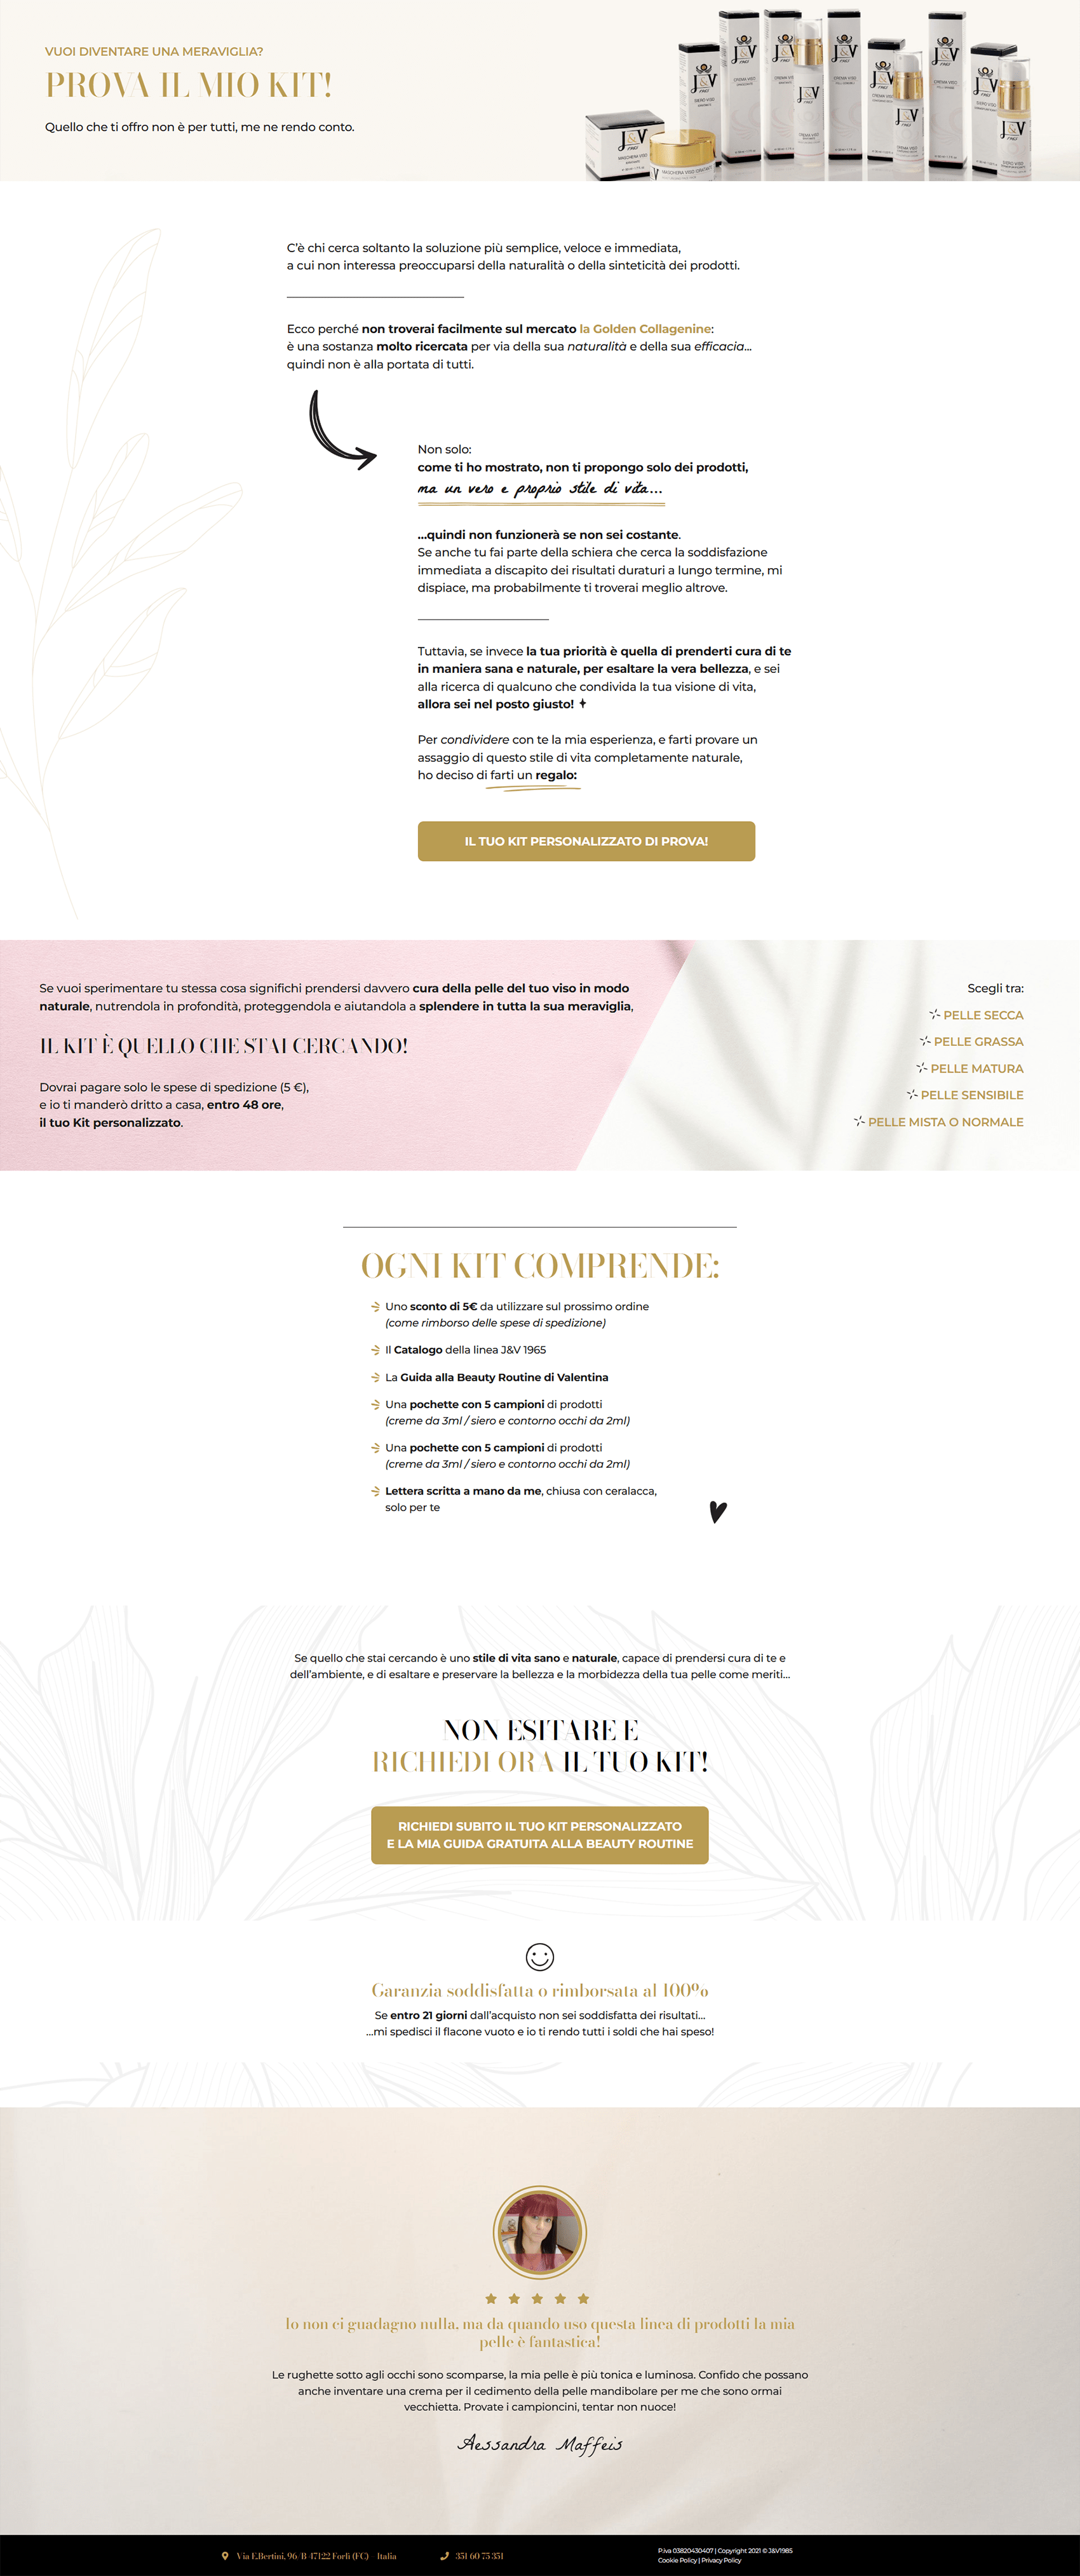 VUOI DIVENTARE UNA MERAVIGLIA?
PROVA IL MIO KIT!
Quello che ti offro non è per tutti, me ne rendo conto.
J&V
MASCHERA VISO
J&V
CREMA VISO
J&V
SIERO VISO
C'è chi cerca soltanto la soluzione più semplice, veloce e immediata,
a cui non interessa preoccuparsi della naturalità o della sinteticità dei prodotti.
Ecco perché non troverai facilmente sul mercato la Golden Collagenine:
è una sostanza molto ricercata per via della sua naturalità e della sua efficacia...
quindi non è alla portata di tutti.
Non solo:
come ti ho mostrato, non ti propongo solo dei prodotti,
ma un vero e proprio stile di vita...
...quindi non funzionerà se non sei costante.
Se anche tu fai parte della schiera che cerca la soddisfazione
immediata a discapito dei risultati duraturi a lungo termine, mi
dispiace, ma probabilmente ti troverai meglio altrove.
Tuttavia, se invece la tua priorità è quella di prenderti cura di te
in maniera sana e naturale, per esaltare la vera bellezza, e sei
alla ricerca di qualcuno che condivida la tua visione di vita,
allora sei nel posto giusto!
Per condividere con te la mia esperienza, e farti provare un
assaggio di questo stile di vita completamente naturale,
ho deciso di farti un regalo:
IL TUO KIT PERSONALIZZATO DI PROVA!
Se vuoi sperimentare tu stessa cosa significhi prendersi davvero cura della pelle del tuo viso in modo
naturale, nutrendola in profondità, proteggendola e aiutandola a splendere in tutta la sua meraviglia,
IL KIT È QUELLO CHE STAI CERCANDO!
Dovrai pagare solo le spese di spedizione (5 €),
e io ti manderò dritto a casa, entro 48 ore,
il tuo Kit personalizzato.
Scegli tra:
PELLE SECCA
PELLE GRASSA
PELLE MATURA
PELLE SENSIBILE
PELLE MISTA O NORMALE
OGNI KIT COMPRENDE:
Uno sconto di 5€ da utilizzare sul prossimo ordine
(come rimborso delle spese di spedizione)
Il Catalogo della linea J&V 1965
La Guida alla Beauty Routine di Valentina
Una pochette con 5 campioni di prodotti
(creme da 3ml / siero e contorno occhi da 2ml)
Una pochette con 5 campioni di prodotti
(creme da 3ml / siero e contorno occhi da 2ml)
Lettera scritta a mano da me, chiusa con ceralacca,
solo per te
Se quello che stai cercando è uno stile di vita sano e naturale, capace di prendersi cura di te e
dell'ambiente, e di esaltare e preservare la bellezza e la morbidezza della tua pelle come meriti...
NON ESITARE E
RICHIEDI ORA IL TUO KIT!
RICHIEDI SUBITO IL TUO KIT PERSONALIZZATO
E LA MIA GUIDA GRATUITA ALLA BEAUTY ROUTINE
Garanzia soddisfatta o rimborsata al 100%
Se entro 21 giorni dall'acquisto non sei soddisfatta dei risultati...
...mi spedisci il flacone vuoto e io ti rendo tutti i soldi che hai speso!
Io non ci guadagno nulla, ma da quando uso questa linea di prodotti la mia
pelle è fantastica!
Le rughette sotto agli occhi sono scomparse, la mia pelle è più tonica e luminosa. Confido che possano
anche inventare una crema per il cedimento della pelle mandibolare per me che sono ormai
vecchietta. Provate i campioncini, tentar non nuoce!
Aessandra Maffeis
Via E.Bertini, 96/B 47122 Forlì (FC) - Italia
351 60 75 351
P.iva 03820430407 | Copyright 2021 © J&V1985
Cookie Policy | Privacy Policy